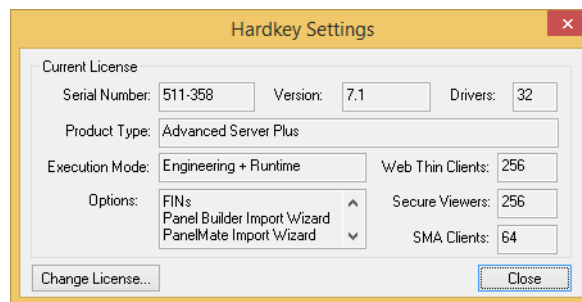 Hardkey Settings
Current License
Serial Number: 511-358 Version: 7.1 Drivers: 32
Product Type: Advanced Server Plus
Execution Mode: Engineering + Runtime Web Thin Clients: 256
Options: FINs Secure Viewers: 256
Panel Builder Import Wizard
PanelMate Import Wizard SMA Clients: 64
Change License... Close